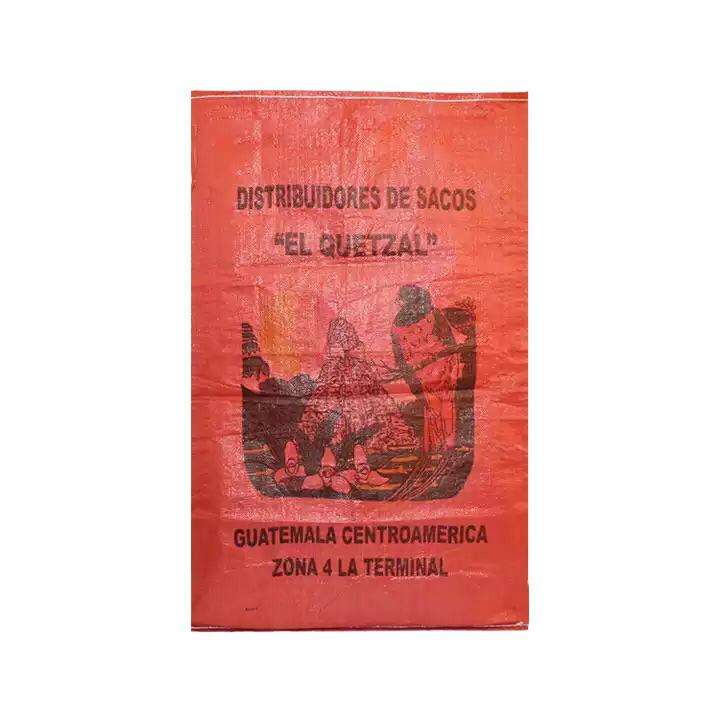 DISTRIBUIDORES DE SACOS
“EL QUETZAL”
GUATEMALA CENTROAMERICA
ZONA 4 LA TERMINAL